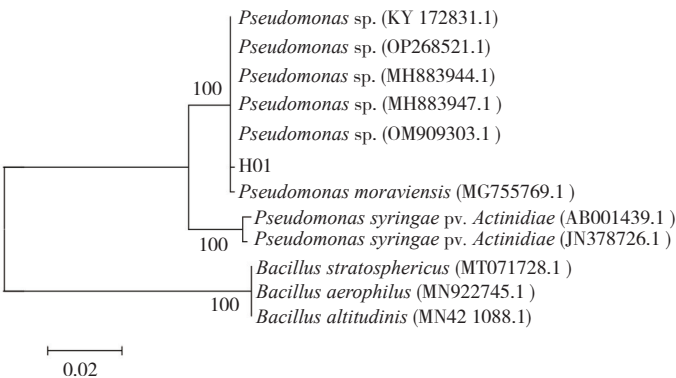 Pseudomonas sp. (KY 172831.1)
Pseudomonas sp. (OP268521.1)
Pseudomonas sp. (MH883944.1)
100
Pseudomonas sp. (MH883947.1 )
Pseudomonas sp. (OM909303.1 )
H01
Pseudomonas moraviensis (MG755769.1 )
Pseudomonas syringae pv. Actinidiae (AB001439.1 )
100
Pseudomonas syringae pv. Actinidiae (JN378726.1 )
Bacillus stratosphericus (MT071728.1 )
Bacillus aerophilus (MN922745.1 )
100
Bacillus altitudinis (MN42 1088.1)
0.02